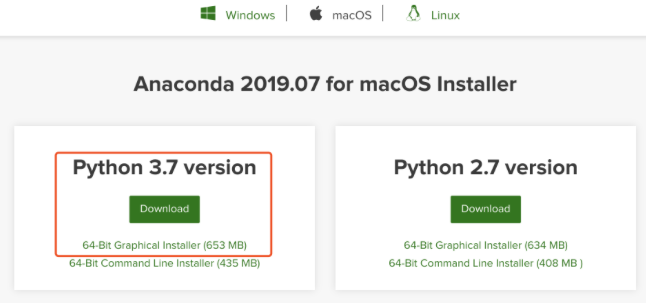 Windows macOS Linux
Anaconda 2019.07 for macOS Installer
Python 3.7 version
Download
64-Bit Graphical Installer (653 MB)
64-Bit Command Line Installer (435 MB)
Python 2.7 version
Download
64-Bit Graphical Installer (634 MB)
64-Bit Command Line Installer (408 MB )